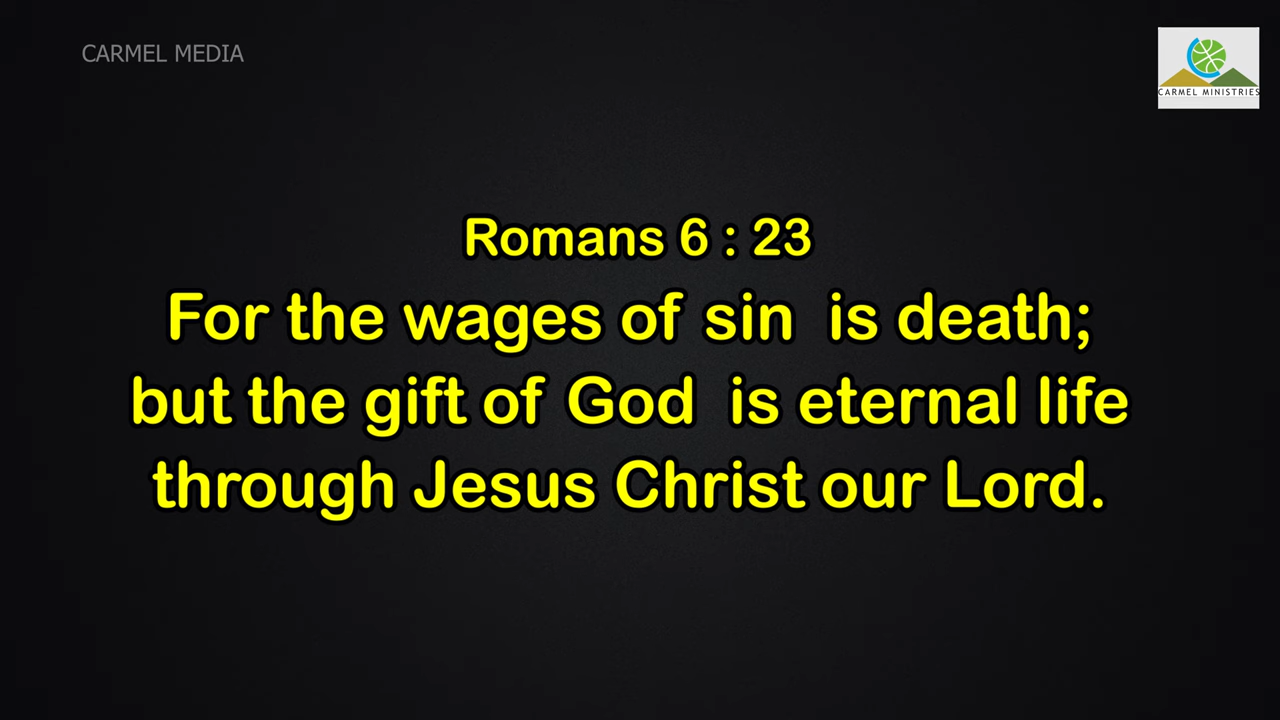 CARMEL MEDIA
CARMEL MINISTRIES
Romans 6 : 23
For the wages of sin is death;
but the gift of God is eternal life
through Jesus Christ our Lord.